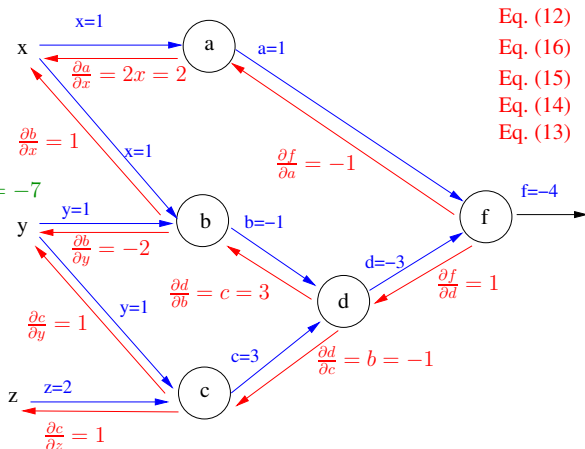 x=1
Eq. (12)
x
a
a=1
Eq. (16)
∂a/∂x = 2x = 2
Eq. (15)
Eq. (14)
∂b/∂x = 1
x=1
∂f/∂a = −1
Eq. (13)
= −7
y=1
b
b=−1
f
f=−4
y
∂b/∂y = −2
d=−3
∂d/∂b = c = 3
∂f/∂d = 1
y=1
d
∂c/∂y = 1
c=3
∂d/∂c = b = −1
z
z=2
c
∂c/∂z = 1